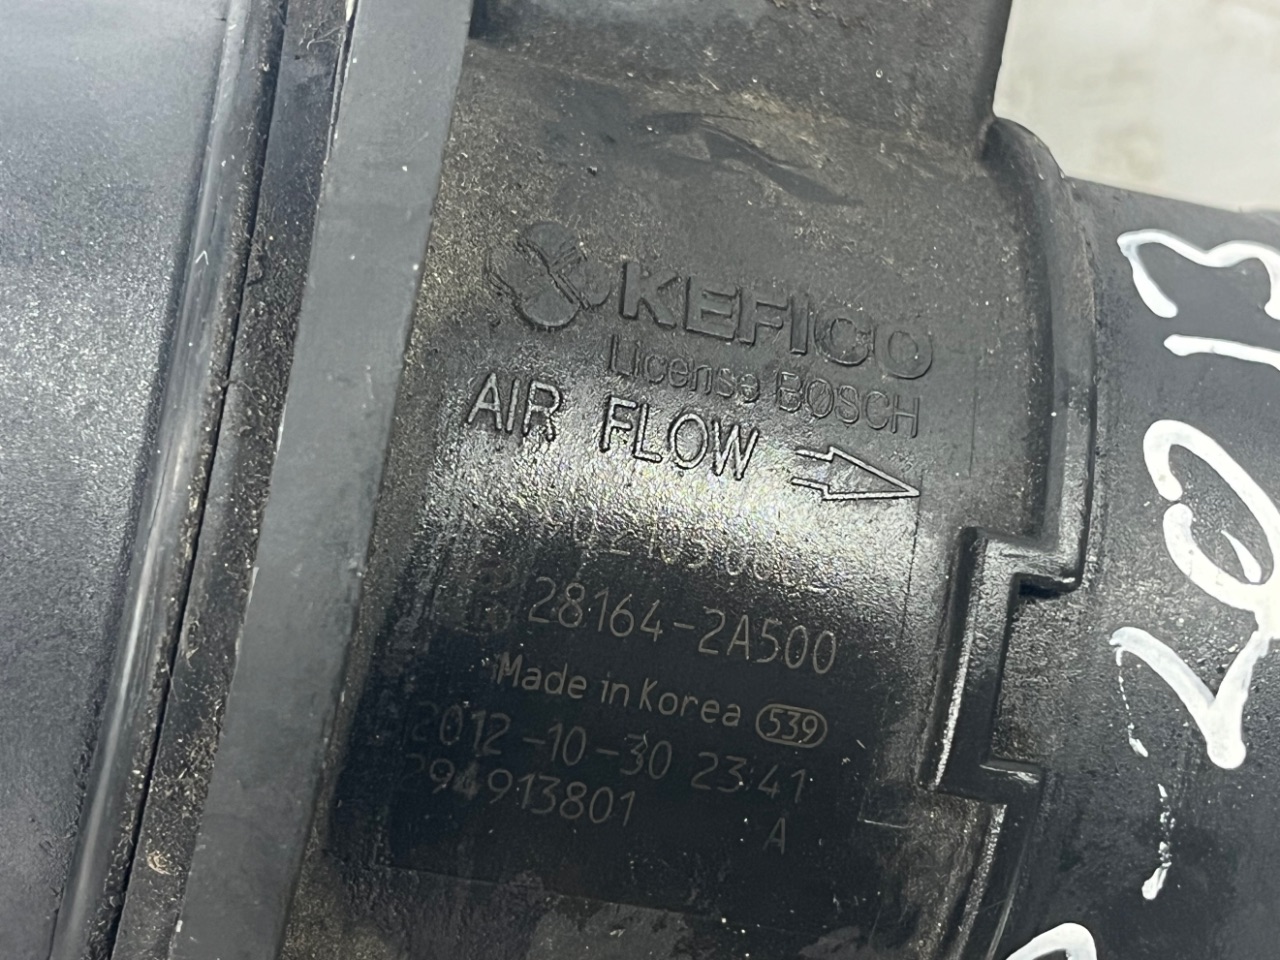 KEFICO
License BOSCH
AIR FLOW
28164-2A500
Made in Korea 539
2012-10-30 23:41
294913801 A
2013